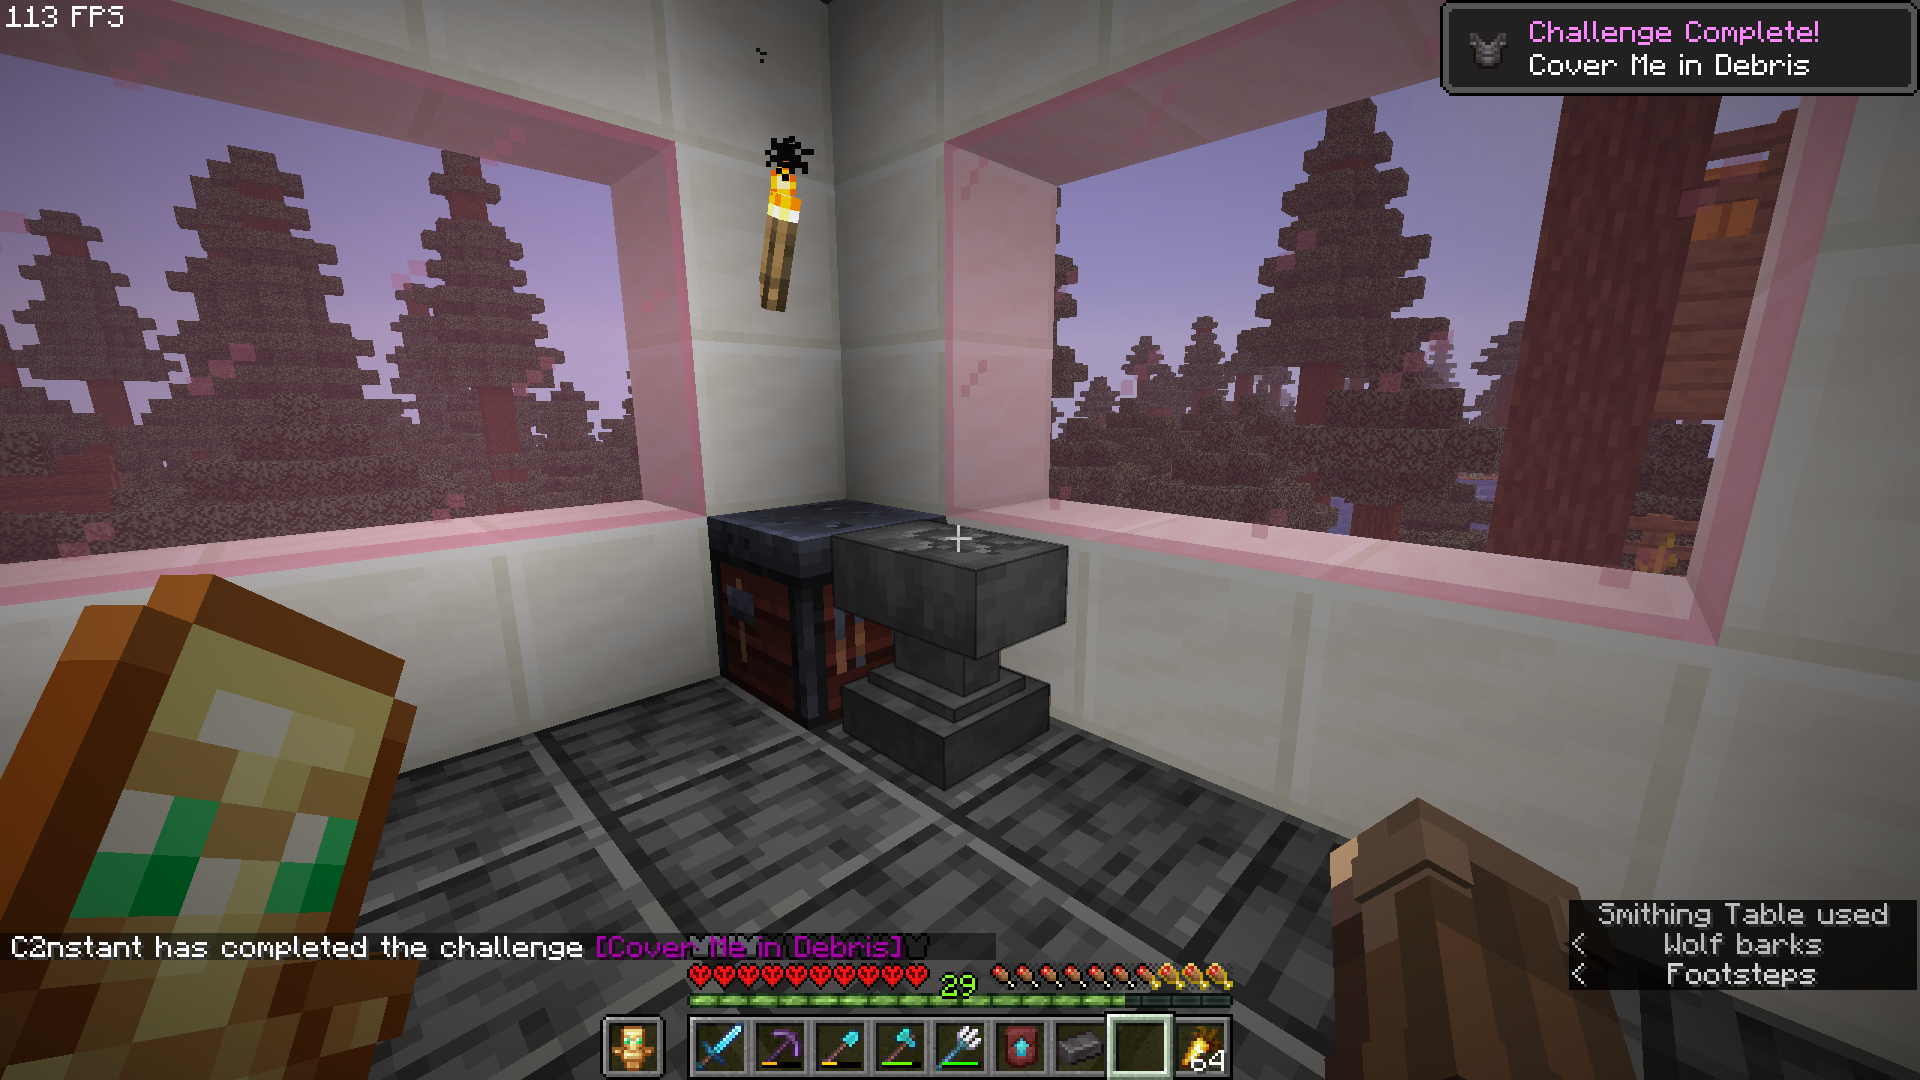 113 FPS
Challenge Complete!
Cover Me in Debris
Smithing Table used
< Wolf barks
< Footsteps
C2nstant has completed the challenge [Cover Me in Debris]
29
64